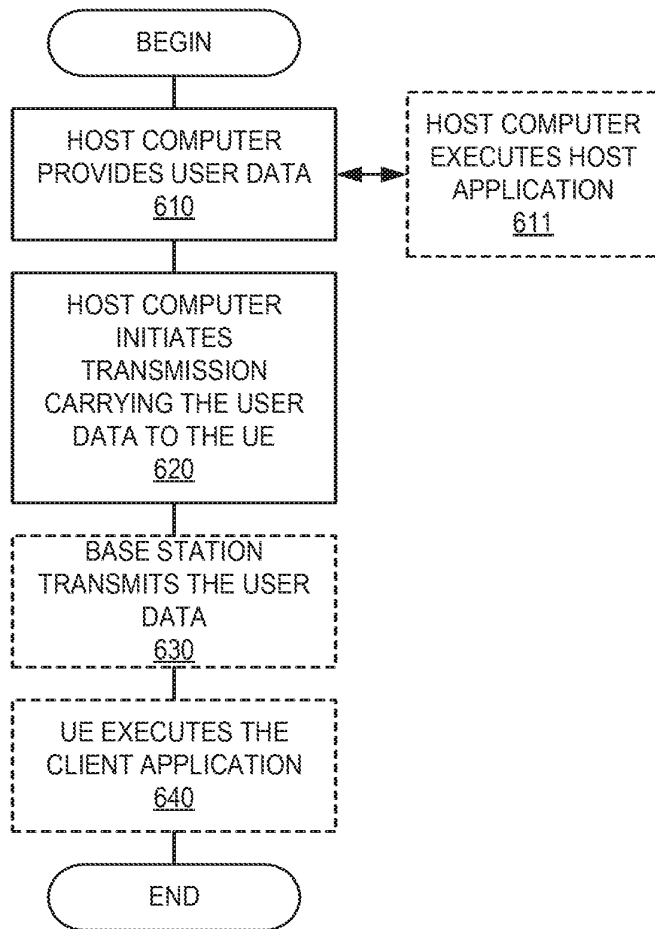 BEGIN
HOST COMPUTER
PROVIDES USER DATA
610
HOST COMPUTER
EXECUTES HOST
APPLICATION
611
HOST COMPUTER
INITIATES
TRANSMISSION
CARRYING THE USER
DATA TO THE UE
620
BASE STATION
TRANSMITS THE USER
DATA
630
UE EXECUTES THE
CLIENT APPLICATION
640
END